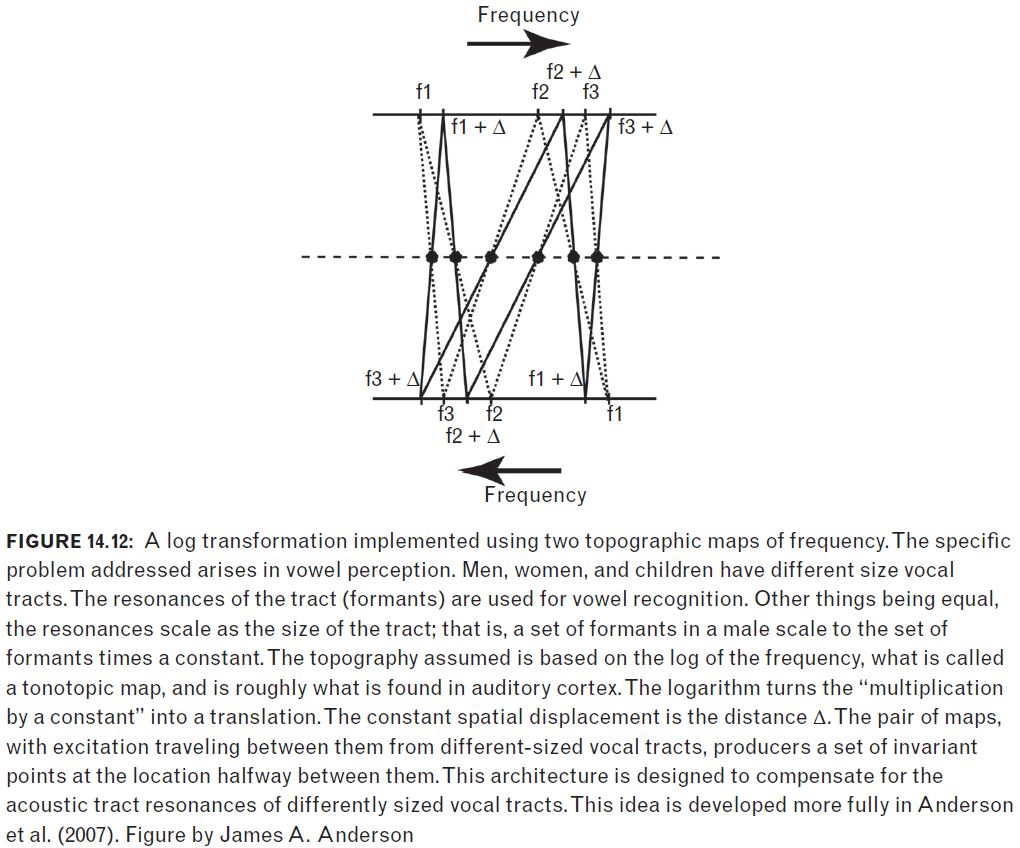 Frequency
f2 + Δ
f1 f2 f3
f1 + Δ f3 + Δ
f3 + Δ f1 + Δ
f3 f2 f1
f2 + Δ
Frequency
FIGURE 14.12: A log transformation implemented using two topographic maps of frequency. The specific
problem addressed arises in vowel perception. Men, women, and children have different size vocal
tracts. The resonances of the tract (formants) are used for vowel recognition. Other things being equal,
the resonances scale as the size of the tract; that is, a set of formants in a male scale to the set of
formants times a constant. The topography assumed is based on the log of the frequency, what is called
a tonotopic map, and is roughly what is found in auditory cortex. The logarithm turns the “multiplication
by a constant” into a translation. The constant spatial displacement is the distance Δ. The pair of maps,
with excitation traveling between them from different-sized vocal tracts, producers a set of invariant
points at the location halfway between them. This architecture is designed to compensate for the
acoustic tract resonances of differently sized vocal tracts. This idea is developed more fully in Anderson
et al. (2007). Figure by James A. Anderson